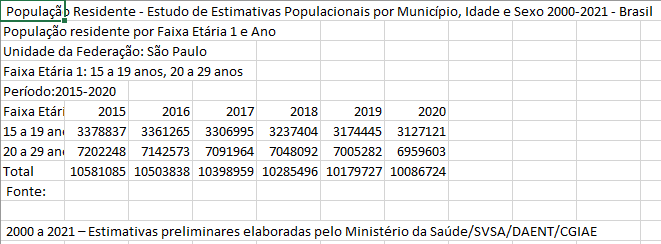 População Residente - Estudo de Estimativas Populacionais por Município, Idade e Sexo 2000-2021 - Brasil
População residente por Faixa Etária 1 e Ano
Unidade da Federação: São Paulo
Faixa Etária 1: 15 a 19 anos, 20 a 29 anos
Período:2015-2020
Faixa Etári 2015 2016 2017 2018 2019 2020
15 a 19 ano 3378837 3361265 3306995 3237404 3174445 3127121
20 a 29 ano 7202248 7142573 7091964 7048092 7005282 6959603
Total 10581085 10503838 10398959 10285496 10179727 10086724
Fonte:
2000 a 2021 – Estimativas preliminares elaboradas pelo Ministério da Saúde/SVSA/DAENT/CGIAE